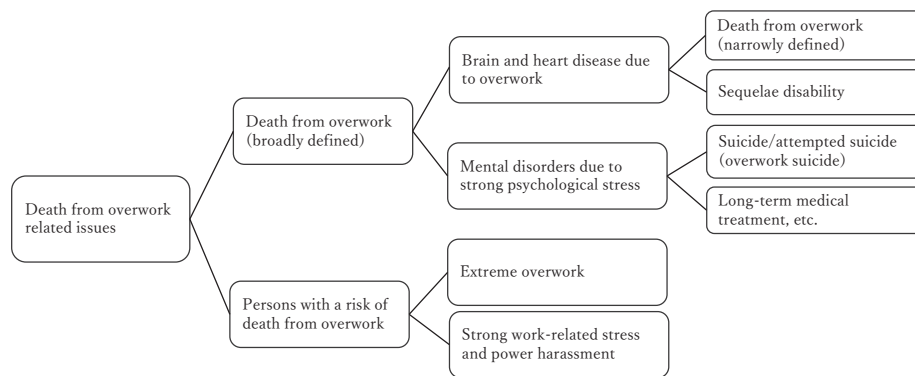 Death from overwork
related issues
Death from overwork
(broadly defined)
Brain and heart disease due
to overwork
Death from overwork
(narrowly defined)
Sequelae disability
Mental disorders due to
strong psychological stress
Suicide/attempted suicide
(overwork suicide)
Long-term medical
treatment, etc.
Persons with a risk of
death from overwork
Extreme overwork
Strong work-related stress
and power harassment